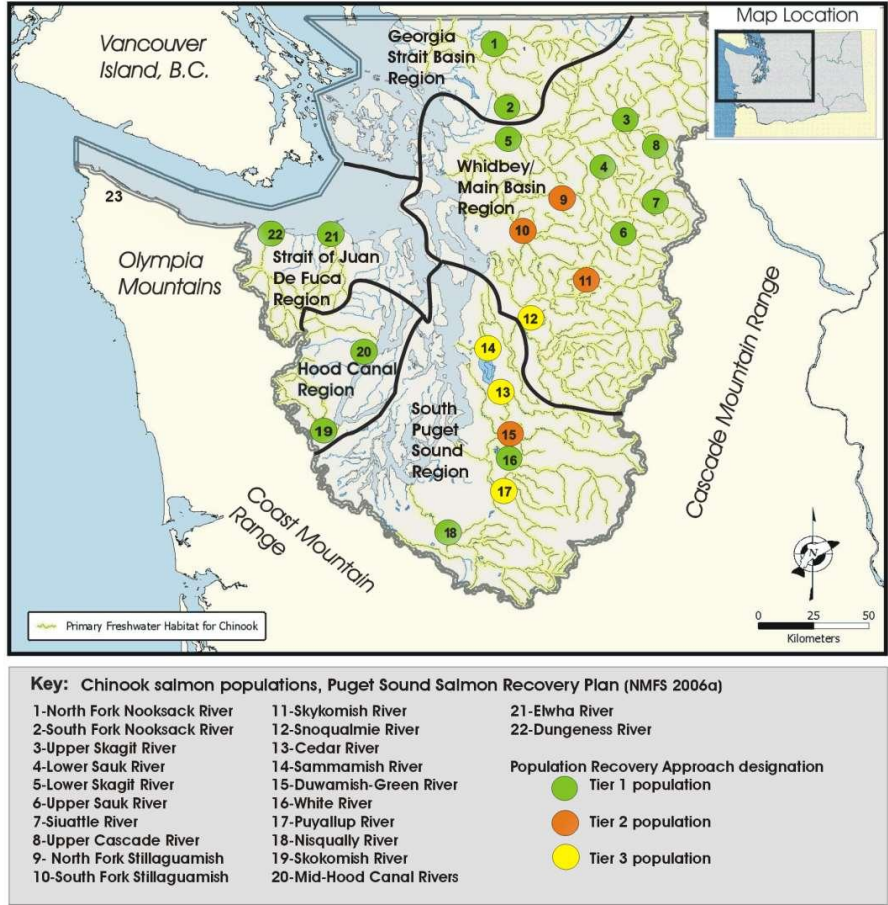 Map Location
Vancouver
Island, B.C.
Georgia
Strait Basin
Region
1
2
3
5
8
4
Whidbey/
Main Basin
Region
9
7
10
6
23
22
21
Strait of Juan
De Fuca
Region
Olympia
Mountains
11
12
14
20
Hood Canal
Region
13
19
South
Puget
Sound
Region
15
16
17
18
Coast Mountain
Range
Cascade Mountain Range
N
0 25 50
Kilometers
Primary Freshwater Habitat for Chinook
Key: Chinook salmon populations, Puget Sound Salmon Recovery Plan (NMFS 2006a)
1-North Fork Nooksack River
2-South Fork Nooksack River
3-Upper Skagit River
4-Lower Sauk River
5-Lower Skagit River
6-Upper Sauk River
7-Siuattle River
8-Upper Cascade River
9- North Fork Stillaguamish
10-South Fork Stillaguamish
11-Skykomish River
12-Snoqualmie River
13-Cedar River
14-Sammamish River
15-Duwamish-Green River
16-White River
17-Puyallup River
18-Nisqually River
19-Skokomish River
20-Mid-Hood Canal Rivers
21-Elwha River
22-Dungeness River
Population Recovery Approach designation
Tier 1 population
Tier 2 population
Tier 3 population